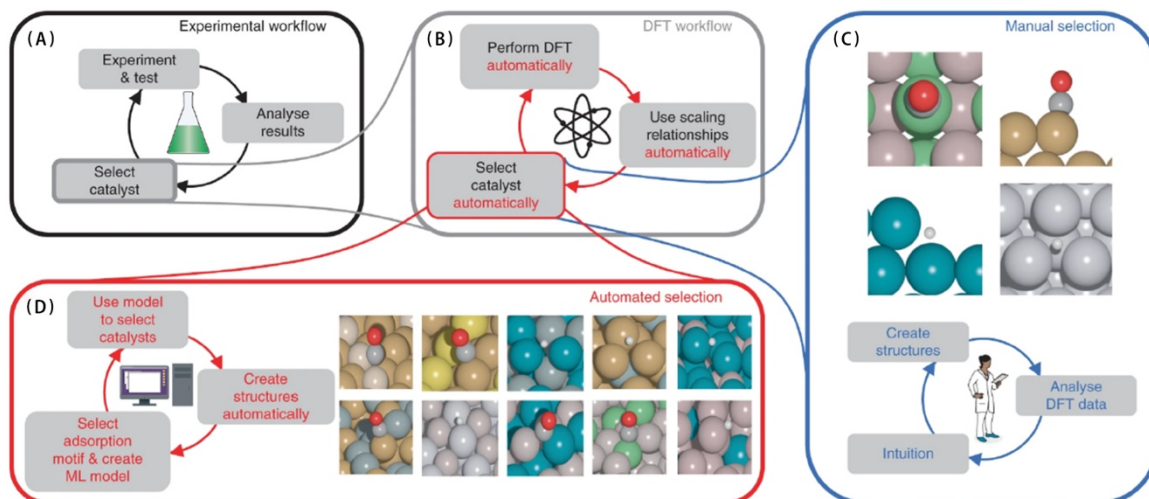 (A)
Experimental workflow
Experiment
& test
Analyse
results
Select
catalyst
(B)
DFT workflow
Perform DFT
automatically
Use scaling
relationships
automatically
Select
catalyst
automatically
(C)
Manual selection
Create
structures
Analyse
DFT data
Intuition
(D)
Automated selection
Use model
to select
catalysts
Create
structures
automatically
Select
adsorption
motif & create
ML model